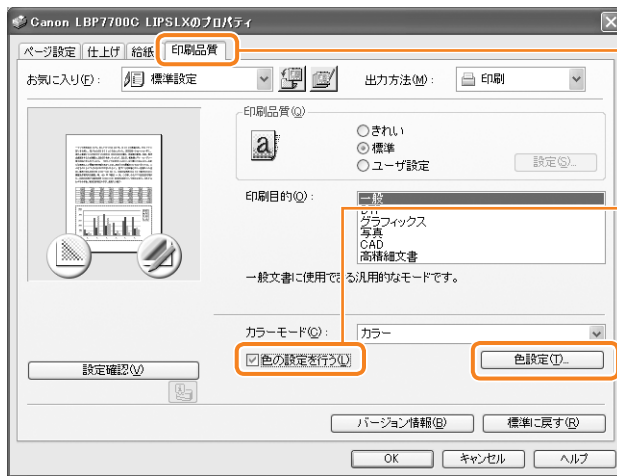 Canon LBP7700C LIPSLXのプロパティ
ページ設定 仕上げ 給紙 印刷品質
お気に入り(F): 標準設定 出力方法(M): 印刷
印刷品質(Q)
a
きれい
標準
ユーザ設定 設定(S)...
印刷目的(O): 一般
DTP
グラフィックス
写真
CAD
高精細文書
一般文書に使用できる汎用的なモードです。
カラーモード(C): カラー
色の設定を行う(L) 色設定(T)...
設定確認(V)
バージョン情報(B) 標準に戻す(R)
OK キャンセル ヘルプ